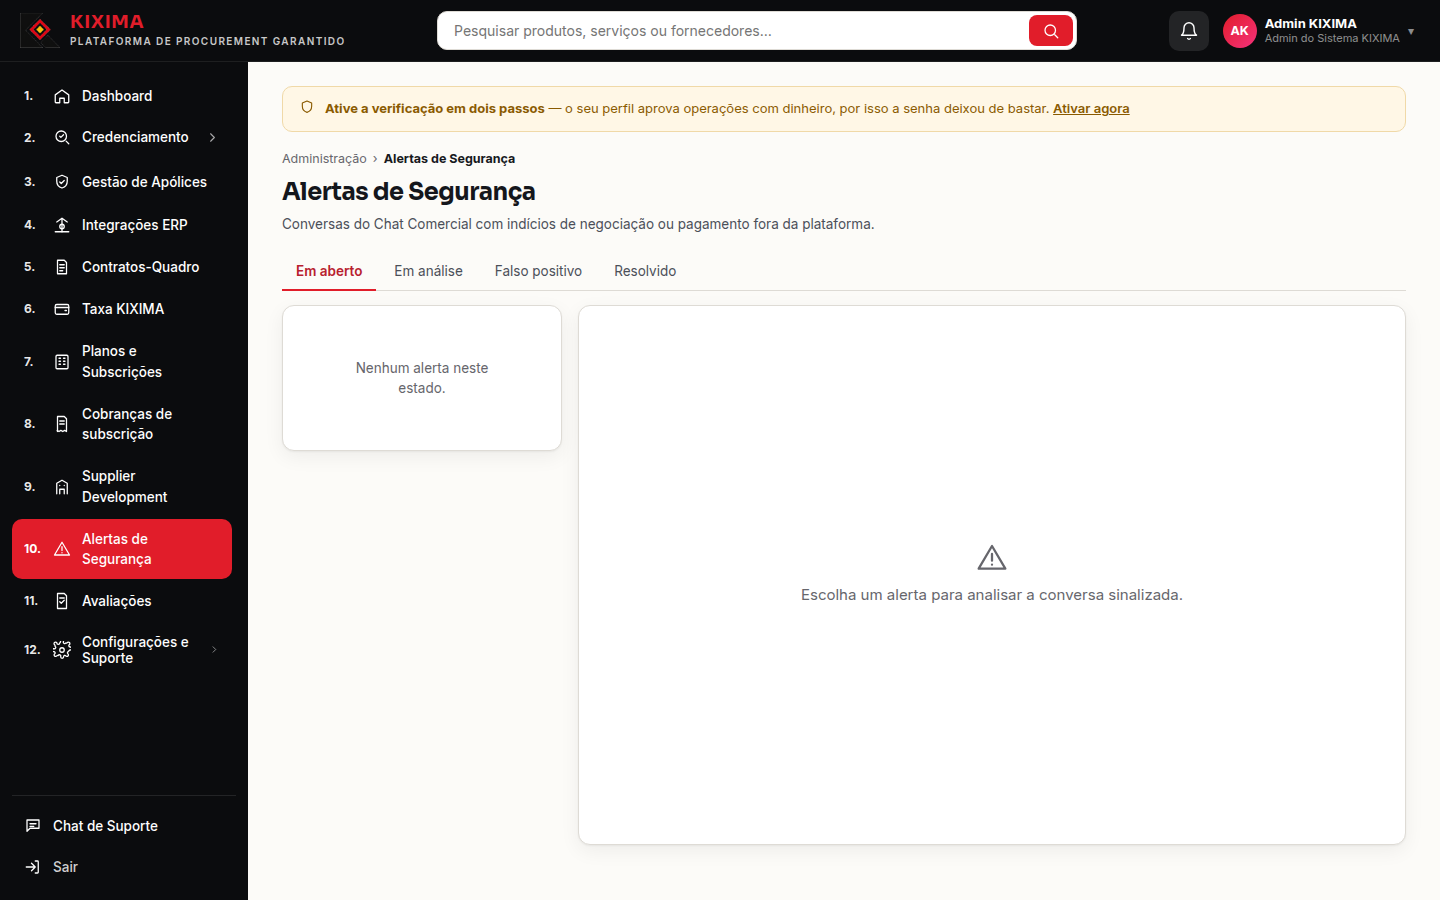 KIXIMA
PLATAFORMA DE PROCUREMENT GARANTIDO
Pesquisar produtos, serviços ou fornecedores...
AK
Admin KIXIMA
Admin do Sistema KIXIMA
1. Dashboard
2. Credenciamento
3. Gestão de Apólices
4. Integrações ERP
5. Contratos-Quadro
6. Taxa KIXIMA
7. Planos e
Subscrições
8. Cobranças de
subscrição
9. Supplier
Development
10. Alertas de
Segurança
11. Avaliações
12. Configurações e
Suporte
Chat de Suporte
Sair
Ative a verificação em dois passos — o seu perfil aprova operações com dinheiro, por isso a senha deixou de bastar. Ativar agora
Administração › Alertas de Segurança
Alertas de Segurança
Conversas do Chat Comercial com indícios de negociação ou pagamento fora da plataforma.
Em aberto Em análise Falso positivo Resolvido
Nenhum alerta neste
estado.
Escolha um alerta para analisar a conversa sinalizada.